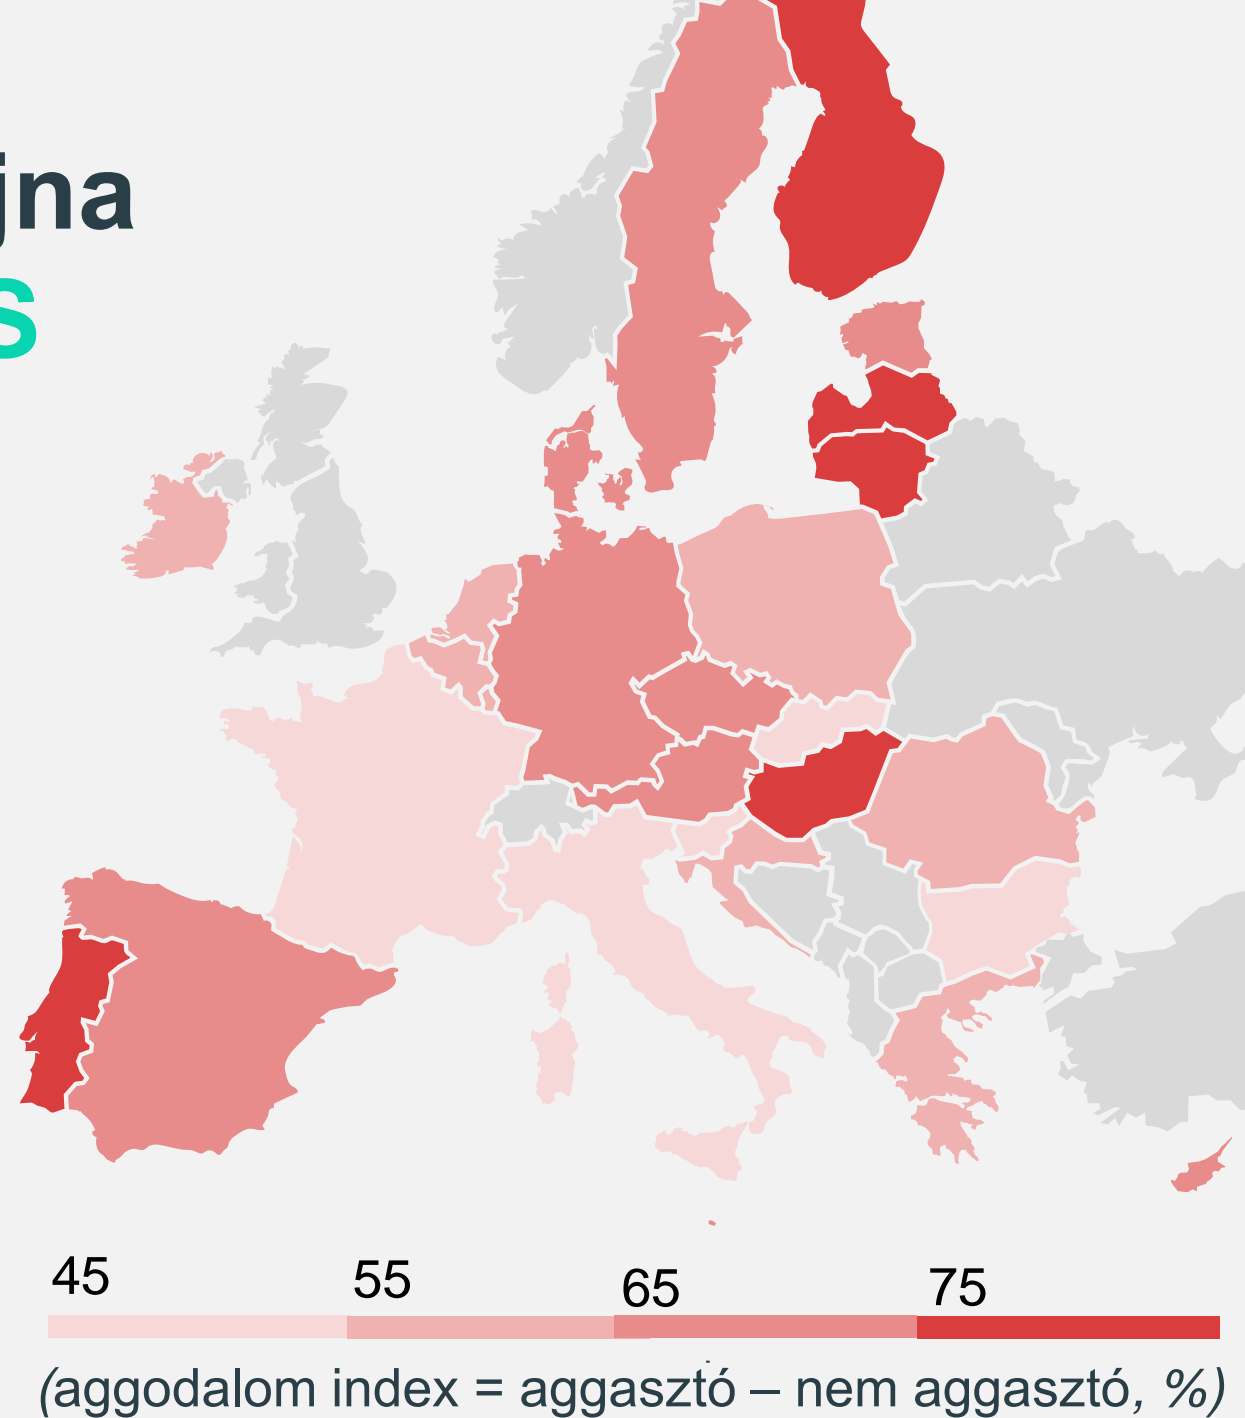 jna
s
45 55 65 75
(aggodalom index = aggasztó – nem aggasztó, %)